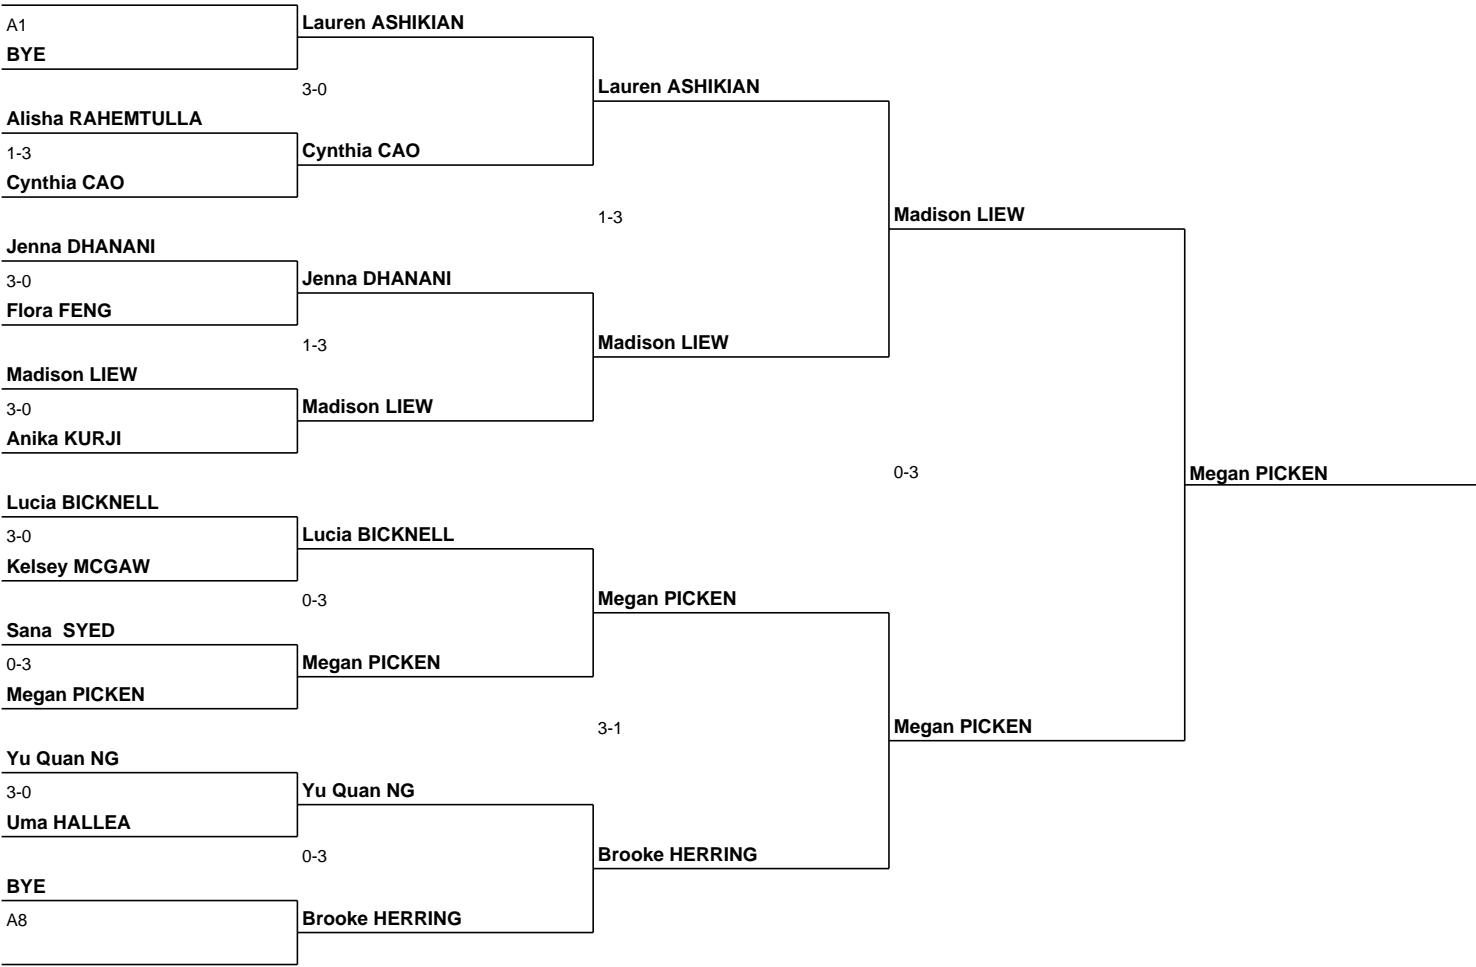 A1
BYE
Lauren ASHIKIAN
3-0
Alisha RAHEMTULLA
1-3
Cynthia CAO
Cynthia CAO
Lauren ASHIKIAN
1-3
Jenna DHANANI
3-0
Flora FENG
Jenna DHANANI
1-3
Madison LIEW
3-0
Anika KURJI
Madison LIEW
Madison LIEW
Madison LIEW
0-3
Lucia BICKNELL
3-0
Kelsey MCGAW
Lucia BICKNELL
0-3
Sana  SYED
0-3
Megan PICKEN
Megan PICKEN
Megan PICKEN
3-1
Yu Quan NG
3-0
Uma HALLEA
Yu Quan NG
0-3
BYE
A8
Brooke HERRING
Brooke HERRING
Megan PICKEN
Megan PICKEN